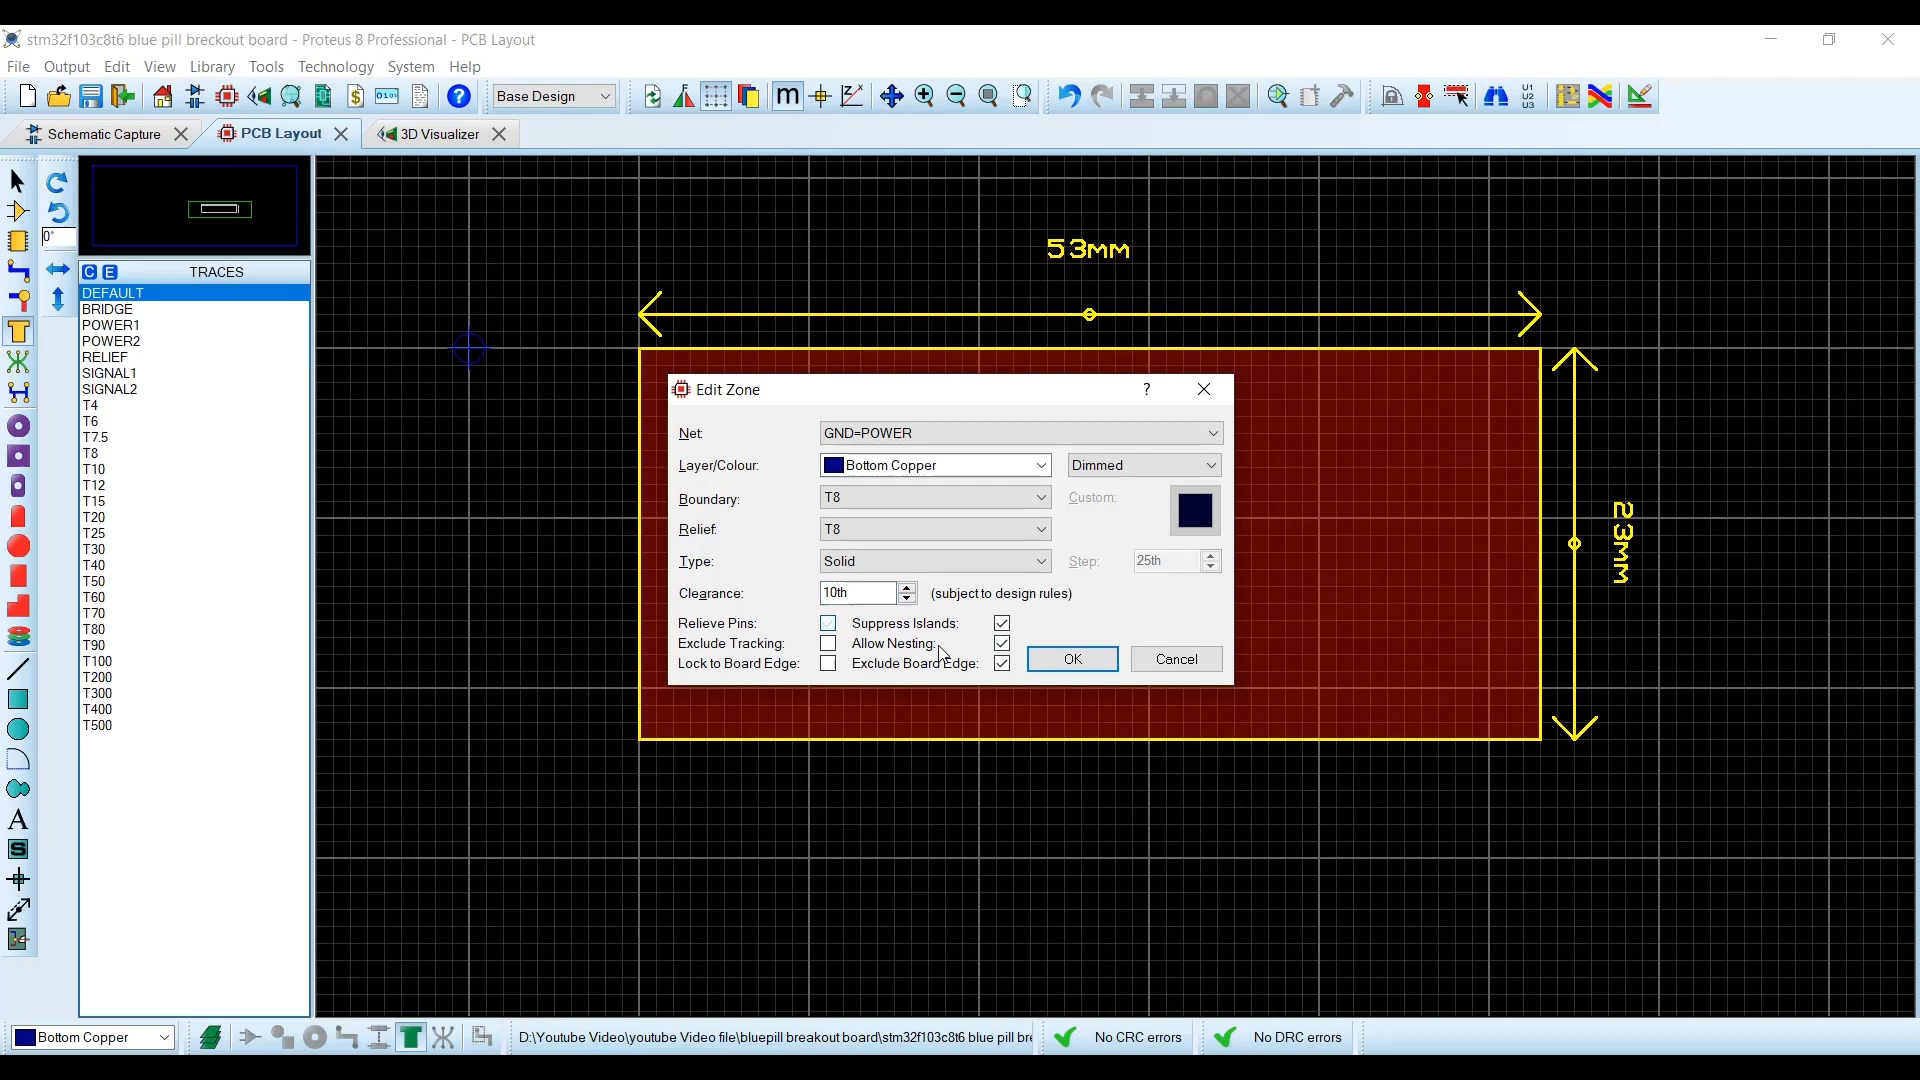 stm32f103c8t6 blue pill breckout board - Proteus 8 Professional - PCB Layout
File Output Edit View Library Tools Technology System Help
Base Design
Schematic Capture PCB Layout 3D Visualizer
0°
C E TRACES
DEFAULT
BRIDGE
POWER1
POWER2
RELIEF
SIGNAL1
SIGNAL2
T4
T6
T7.5
T8
T10
T12
T15
T20
T25
T30
T40
T50
T60
T70
T80
T90
T100
T200
T300
T400
T500
53mm
23mm
Edit Zone
Net: GND=POWER
Layer/Colour: Bottom Copper Dimmed
Boundary: T8 Custom:
Relief: T8
Type: Solid Step: 25th
Clearance: 10th (subject to design rules)
Relieve Pins: Suppress Islands:
Exclude Tracking: Allow Nesting:
Lock to Board Edge: Exclude Board Edge: OK Cancel
Bottom Copper D:\Youtube Video\youtube Video file\bluepill breakout board\stm32f103c8t6 blue pill bre No CRC errors No DRC errors